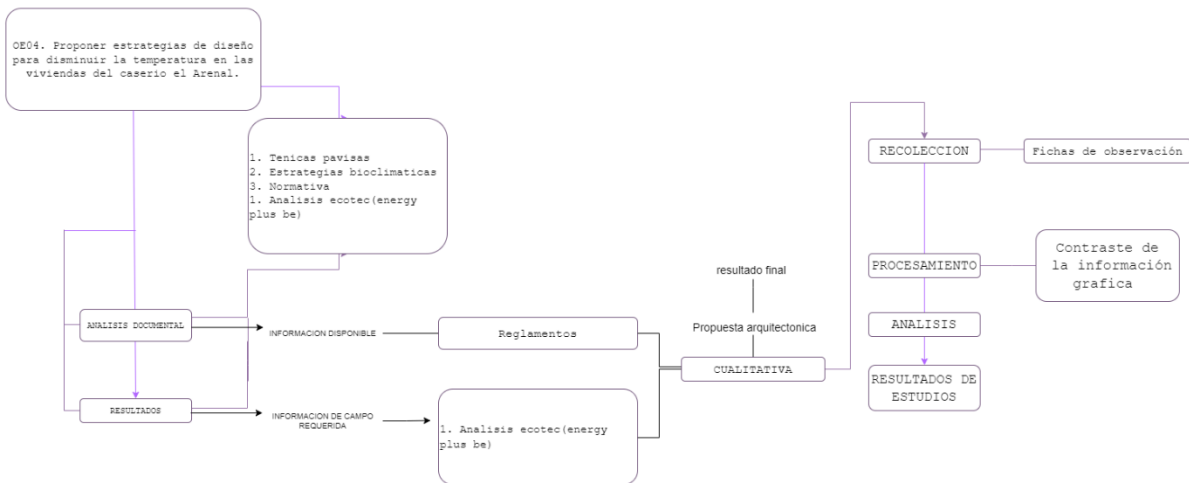 OE04. Proponer estrategias de diseño
para disminuir la temperatura en las
viviendas del caserio el Arenal.
1. Tenicas pavisas
2. Estrategias bioclimaticas
3. Normativa
1. Analisis ecotec(energy
plus be)
ANALISIS DOCUMENTAL
INFORMACION DISPONIBLE
Reglamentos
RESULTADOS
INFORMACION DE CAMPO
REQUERIDA
1. Analisis ecotec(energy
plus be)
resultado final
Propuesta arquitectonica
CUALITATIVA
RECOLECCION
Fichas de observación
PROCESAMIENTO
Contraste de
la información
grafica
ANALISIS
RESULTADOS DE
ESTUDIOS